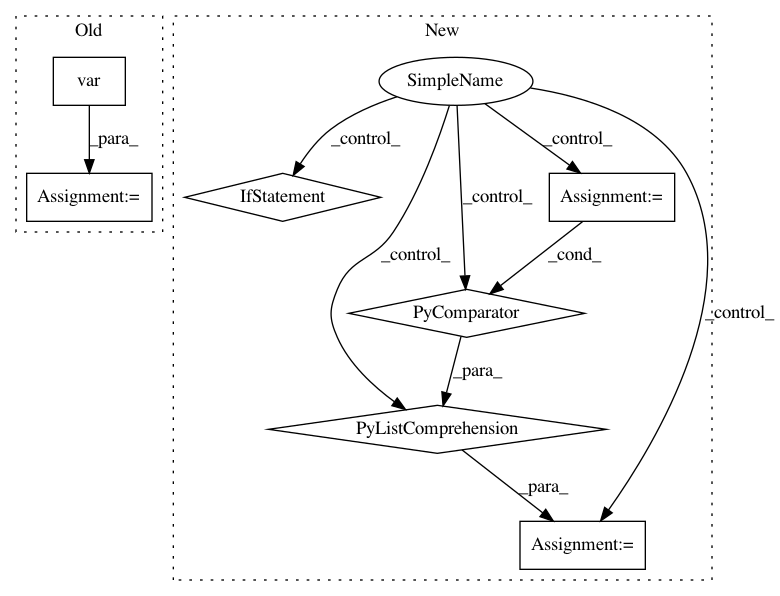 Old
New
var
SimpleName
_para_
_control_
_control_
Assignment:=
IfStatement
_control_
Assignment:=
_control_
_cond_
PyComparator
_control_
_para_
PyListComprehension
_para_
Assignment:=